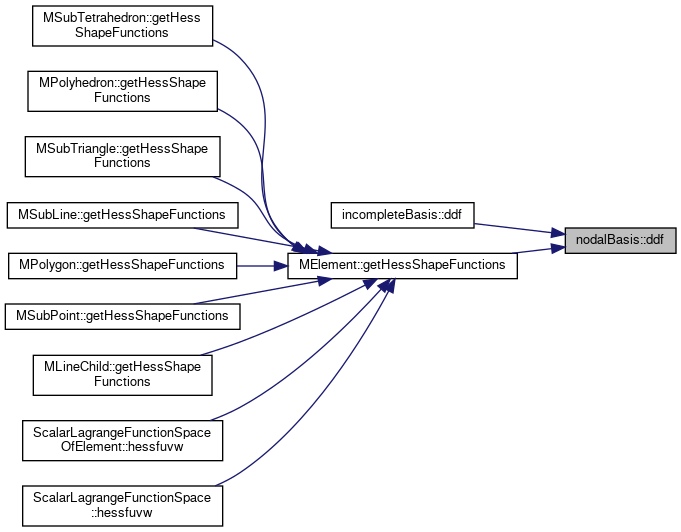 MSubTetrahedron::getHess
ShapeFunctions
MPolyhedron::getHessShape
Functions
MSubTriangle::getHessShape
Functions
MSubLine::getHessShapeFunctions
MPolygon::getHessShapeFunctions
MSubPoint::getHessShapeFunctions
MLineChild::getHessShape
Functions
ScalarLagrangeFunctionSpace
OfElement::hessfuvw
ScalarLagrangeFunctionSpace
::hessfuvw
incompleteBasis::ddf
MElement::getHessShapeFunctions
nodalBasis::ddf